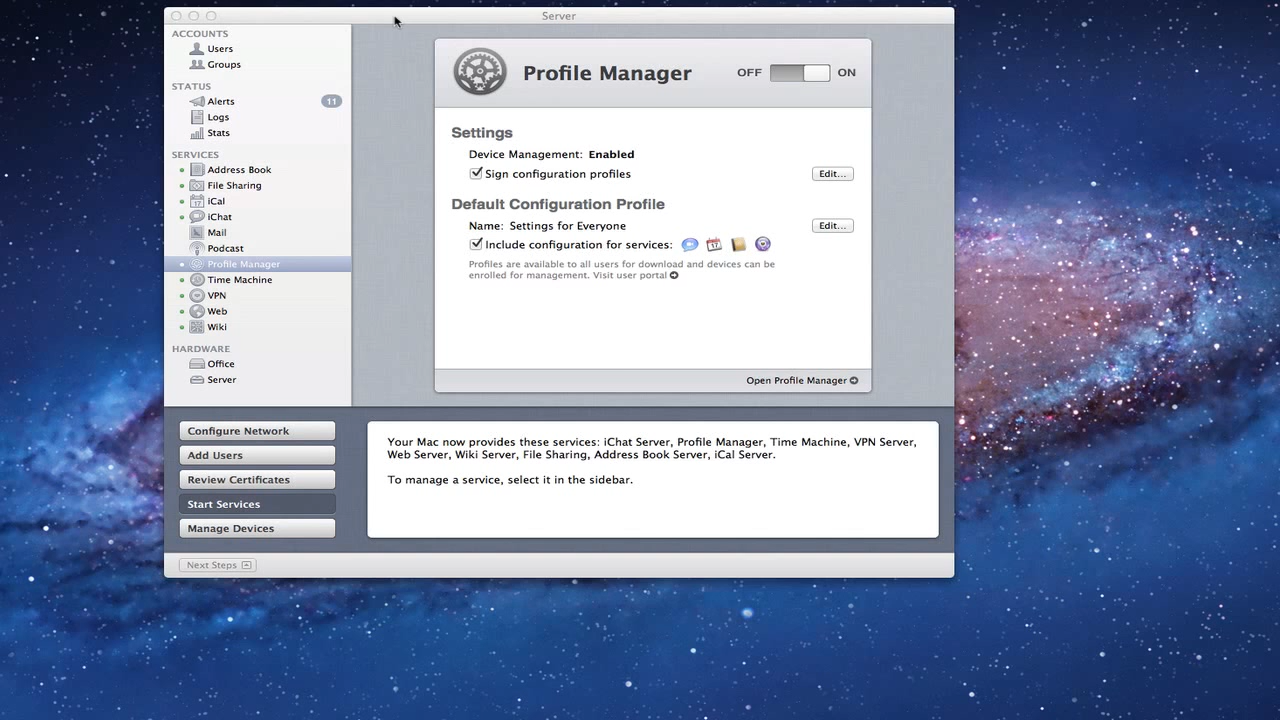 Server
ACCOUNTS
Users
Groups
STATUS
Alerts 11
Logs
Stats
SERVICES
Address Book
File Sharing
17 iCal
iChat
Mail
Podcast
Profile Manager
Time Machine
VPN
Web
Wiki
HARDWARE
Office
Server
Profile Manager OFF ON
Settings
Device Management: Enabled
Sign configuration profiles Edit...
Default Configuration Profile
Name: Settings for Everyone Edit...
Include configuration for services: 17
Profiles are available to all users for download and devices can be
enrolled for management. Visit user portal
Open Profile Manager
Configure Network
Add Users
Review Certificates
Start Services
Manage Devices
Your Mac now provides these services: iChat Server, Profile Manager, Time Machine, VPN Server,
Web Server, Wiki Server, File Sharing, Address Book Server, iCal Server.
To manage a service, select it in the sidebar.
Next Steps